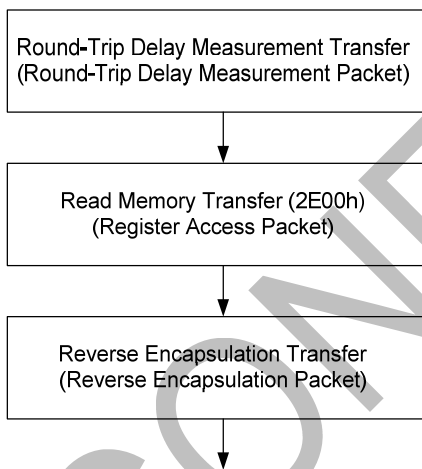 Round-Trip Delay Measurement Transfer
(Round-Trip Delay Measurement Packet)
Read Memory Transfer (2E00h)
(Register Access Packet)
Reverse Encapsulation Transfer
(Reverse Encapsulation Packet)